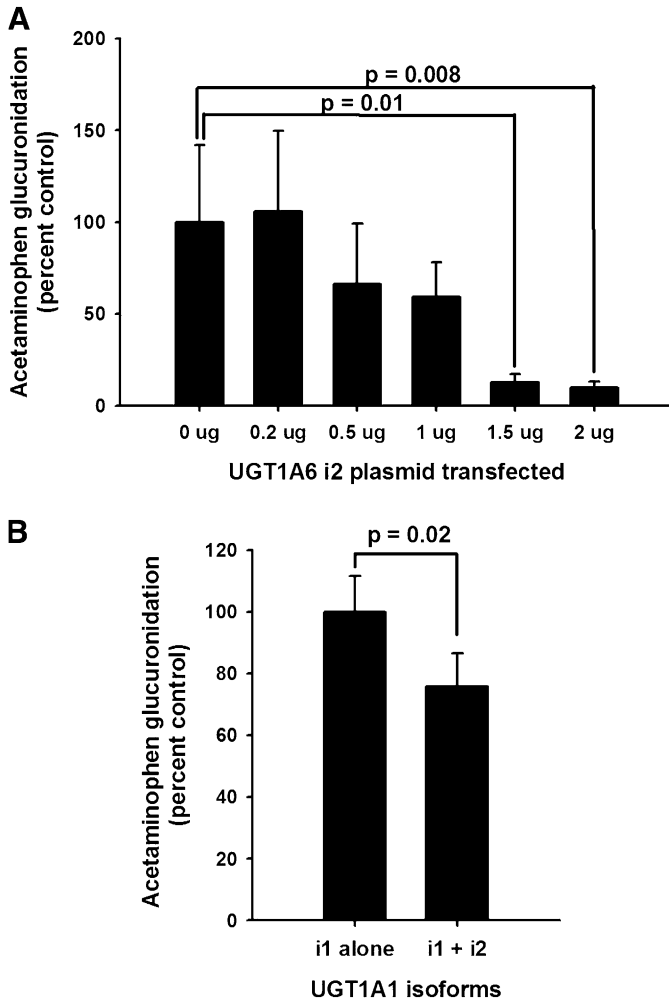 A
Acetaminophen glucuronidation
(percent control)
200
150
100
50
0
p = 0.008
p = 0.01
0 ug 0.2 ug 0.5 ug 1 ug 1.5 ug 2 ug
UGT1A6 i2 plasmid transfected
B
Acetaminophen glucuronidation
(percent control)
120
100
80
60
40
20
0
p = 0.02
i1 alone i1 + i2
UGT1A1 isoforms